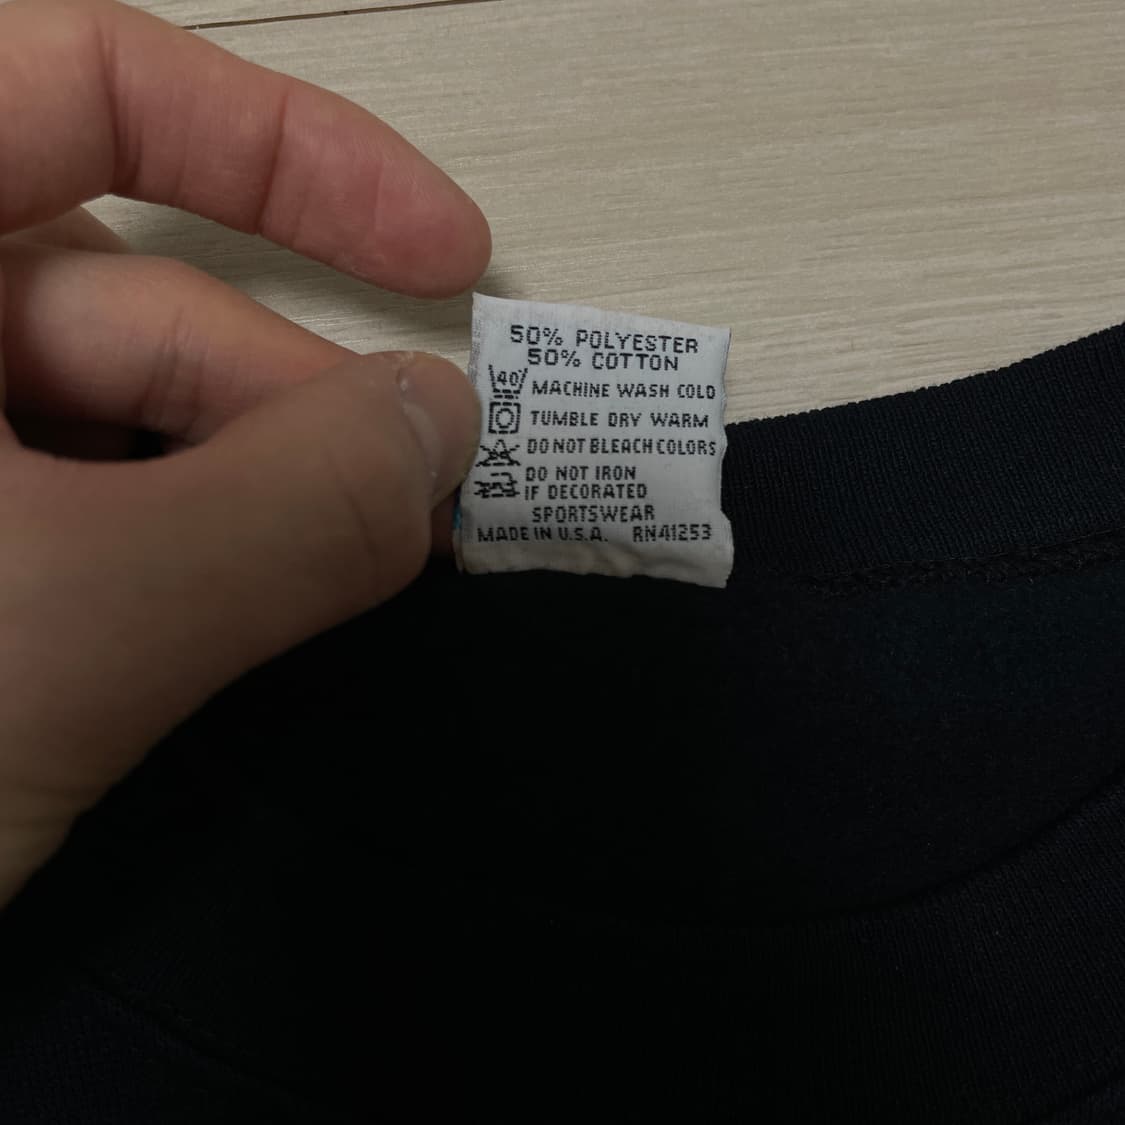 50% POLYESTER
50% COTTON
40° MACHINE WASH COLD
TUMBLE DRY WARM
DO NOT BLEACH COLORS
DO NOT IRON
IF DECORATED
SPORTSWEAR
MADE IN U.S.A. RN41253